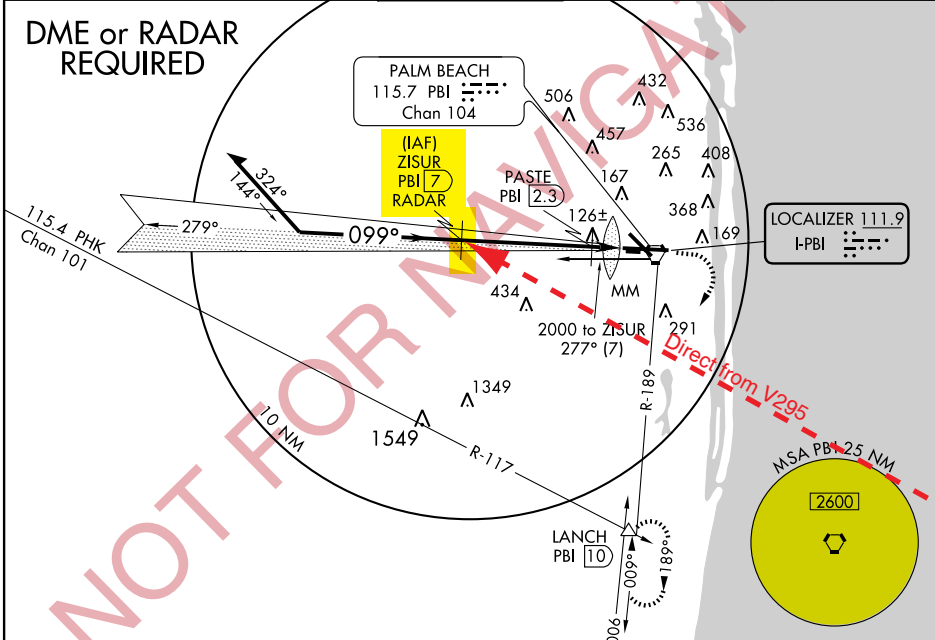 DME or RADAR
REQUIRED
PALM BEACH
115.7 PBI
Chan 104
(IAF)
ZISUR
PBI 7
RADAR
PASTE
PBI 2.3
506
432
536
457
265
408
167
368
126±
169
LOCALIZER 111.9
I-PBI
324°
144°
279°
099°
115.4 PHK
Chan 101
434
MM
2000 to ZISUR
277° (7)
291
Direct from V295
R-189
1349
1549
10 NM
R-117
MSA PBI 25 NM
2600
LANCH
PBI 10
009°
189°
006
NOT FOR NAVIGAT